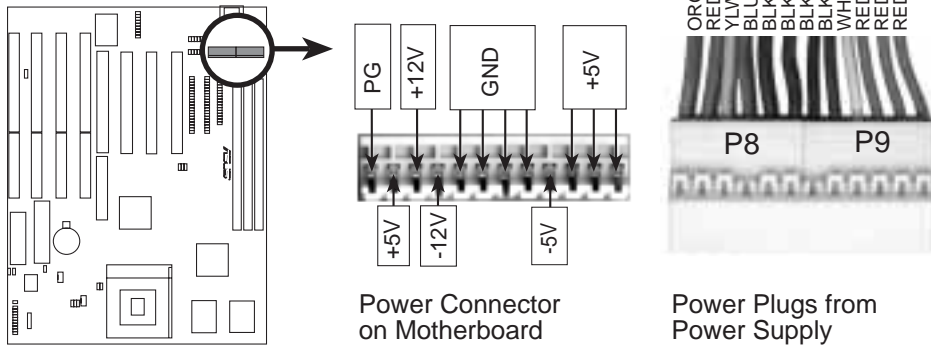 PG
+12V
GND
+5V
+5V
-12V
-5V
Power Connector
on Motherboard
ORG
RED
YLW
BLU
BLK
BLK
BLK
BLK
WH
RED
RED
RED
P8
P9
Power Plugs from
Power Supply